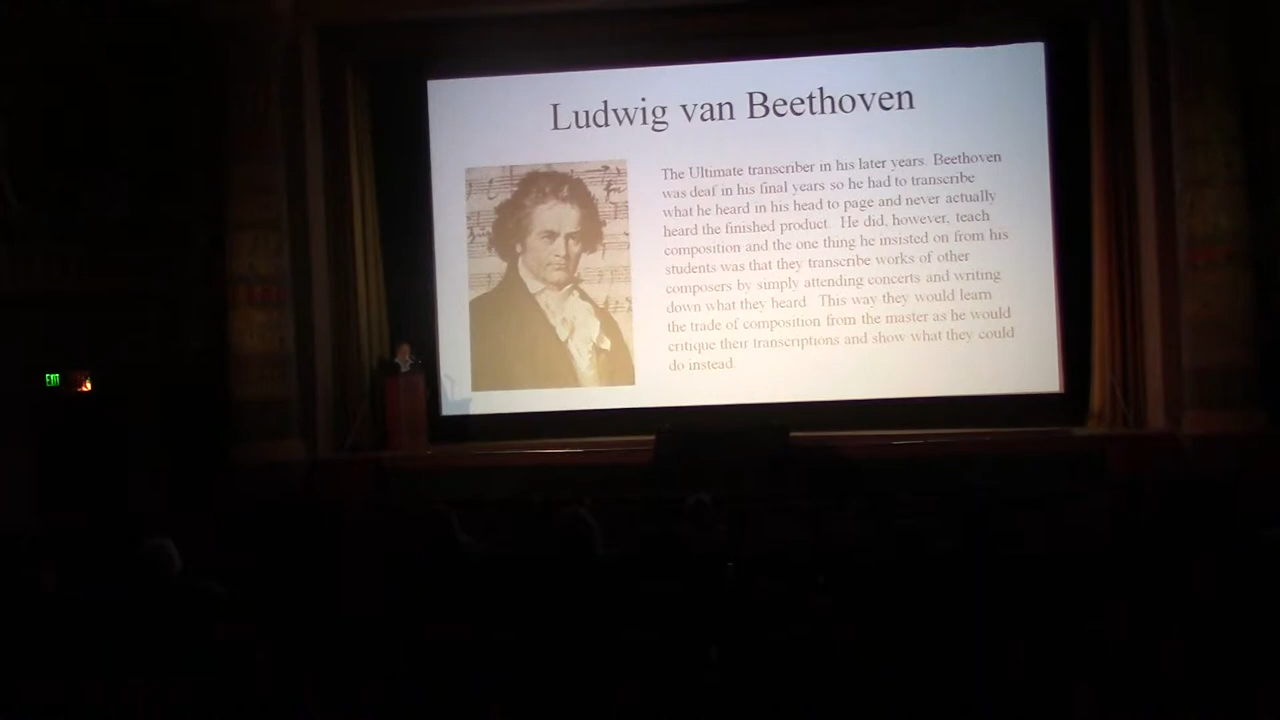 Ludwig van Beethoven
The Ultimate transcriber in his later years. Beethoven
was deaf in his final years so he had to transcribe
what he heard in his head to page and never actually
heard the finished product. He did, however, teach
composition and the one thing he insisted on from his
students was that they transcribe works of other
composers by simply attending concerts and writing
down what they heard. This way they would learn
the trade of composition from the master as he would
critique their transcriptions and show what they could
do instead.
EXIT